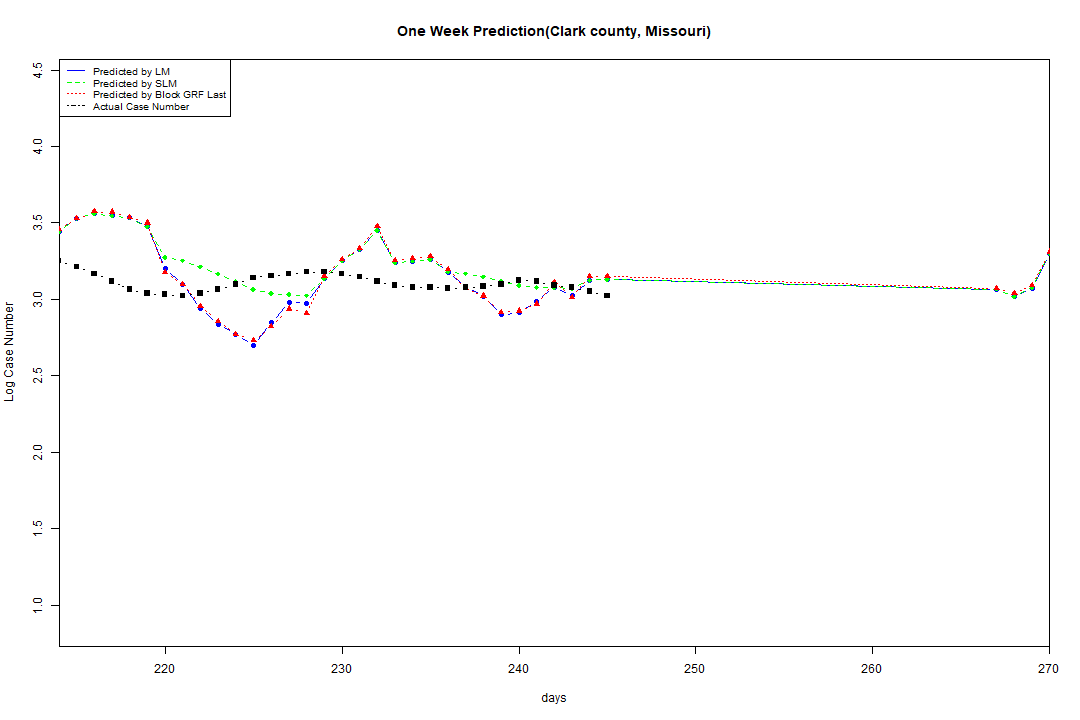 One Week Prediction(Clark county, Missouri)
Predicted by LM
Predicted by SLM
Predicted by Block GRF Last
Actual Case Number
4.5
4.0
3.5
3.0
2.5
2.0
1.5
1.0
Log Case Number
220 230 240 250 260 270
days